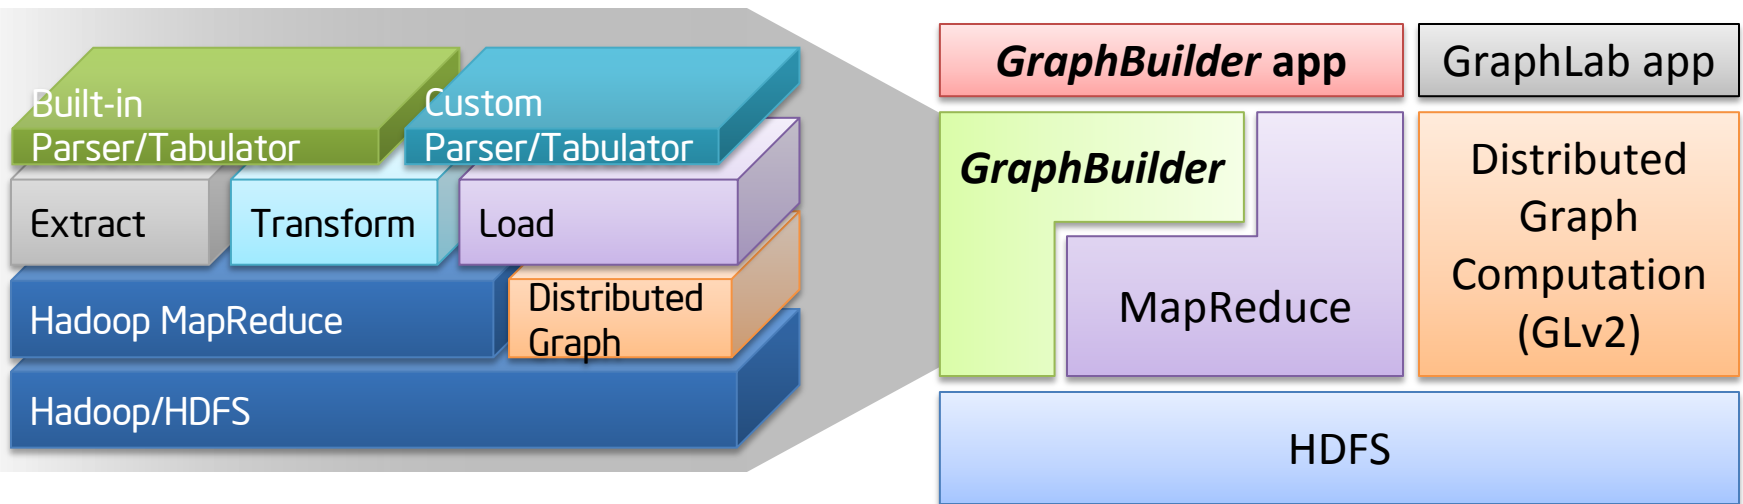 Built-in
Parser/Tabulator
Custom
Parser/Tabulator
Extract
Transform
Load
Hadoop MapReduce
Distributed
Graph
Hadoop/HDFS
GraphBuilder app
GraphLab app
GraphBuilder
MapReduce
Distributed
Graph
Computation
(GLv2)
HDFS